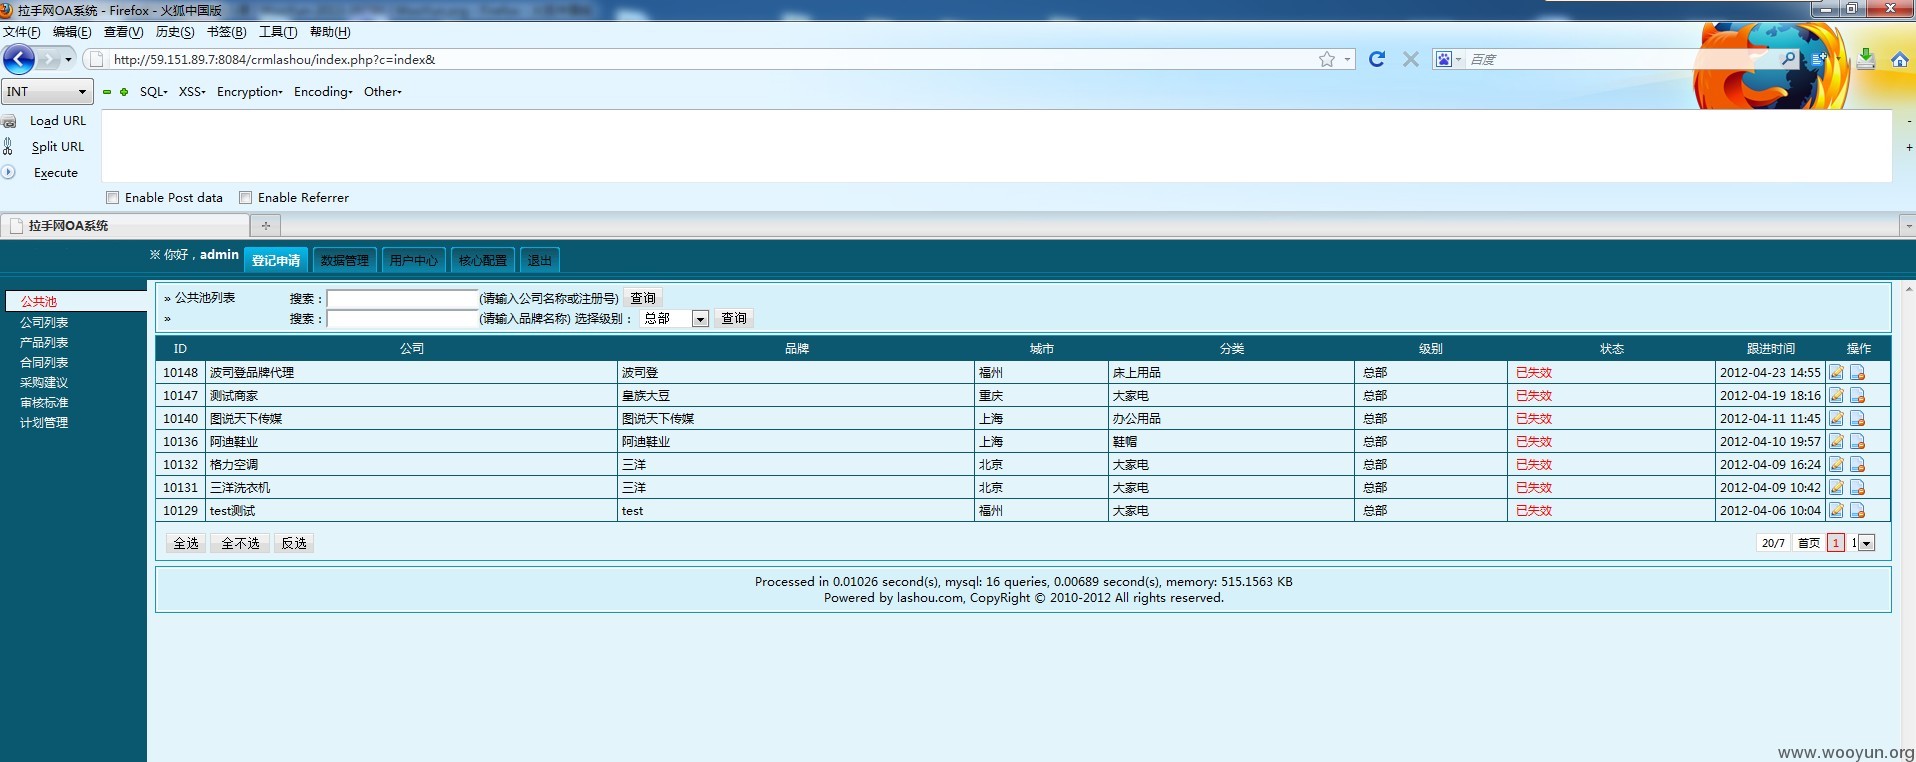 拉手网OA系统 - Firefox - 火狐中国版
文件(F) 编辑(E) 查看(V) 历史(S) 书签(B) 工具(T) 帮助(H)
http://59.151.89.7:8084/crmlashou/index.php?c=index& 百度
INT SQL- XSS- Encryption- Encoding- Other-
Load URL
Split URL
Execute
Enable Post data Enable Referrer
拉手网OA系统
※ 你好，admin 登记申请 数据管理 用户中心 核心配置 退出
公共池
公司列表
产品列表
合同列表
采购建议
审核标准
计划管理
» 公共池列表 搜索： (请输入公司名称或注册号) 查询
» 搜索： (请输入品牌名称) 选择级别： 总部 查询
ID 公司 品牌 城市 分类 级别 状态 跟进时间 操作
10148 波司登品牌代理 波司登 福州 床上用品 总部 已失效 2012-04-23 14:55
10147 测试商家 皇族大豆 重庆 大家电 总部 已失效 2012-04-19 18:16
10140 图说天下传媒 图说天下传媒 上海 办公用品 总部 已失效 2012-04-11 11:45
10136 阿迪鞋业 阿迪鞋业 上海 鞋帽 总部 已失效 2012-04-10 19:57
10132 格力空调 三洋 北京 大家电 总部 已失效 2012-04-09 16:24
10131 三洋洗衣机 三洋 北京 大家电 总部 已失效 2012-04-09 10:42
10129 test测试 test 福州 大家电 总部 已失效 2012-04-06 10:04
全选 全不选 反选 20/7 首页 1 1
Processed in 0.01026 second(s), mysql: 16 queries, 0.00689 second(s), memory: 515.1563 KB
Powered by lashou.com, CopyRight © 2010-2012 All rights reserved.
www.wooyun.org